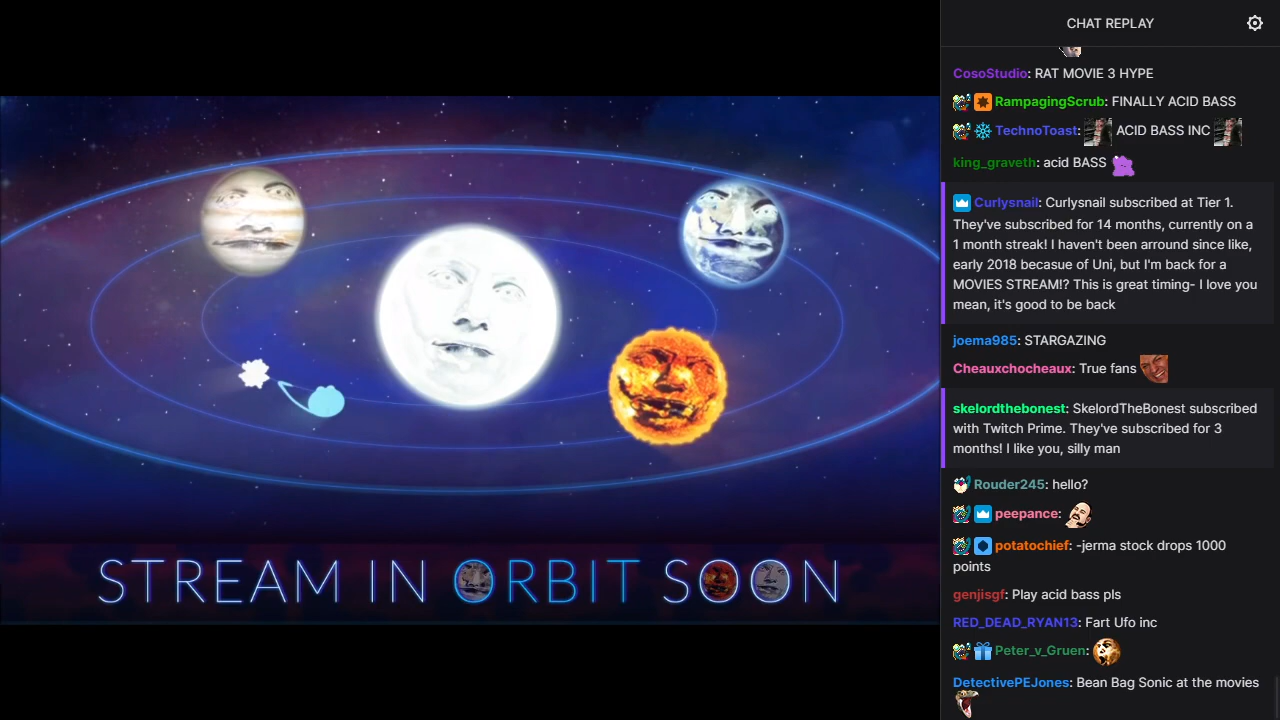 CHAT REPLAY
CosoStudio: RAT MOVIE 3 HYPE
RampagingScrub: FINALLY ACID BASS
TechnoToast: ACID BASS INC
king_graveth: acid BASS
Curlysnail: Curlysnail subscribed at Tier 1.
They've subscribed for 14 months, currently on a
1 month streak! I haven't been arround since like,
early 2018 becasue of Uni, but I'm back for a
MOVIES STREAM!? This is great timing- I love you
mean, it's good to be back
joema985: STARGAZING
Cheauxchocheaux: True fans
skelordthebonest: SkelordTheBonest subscribed
with Twitch Prime. They've subscribed for 3
months! I like you, silly man
Rouder245: hello?
peepance:
potatochief: -jerma stock drops 1000
points
genjisgf: Play acid bass pls
RED_DEAD_RYAN13: Fart Ufo inc
Peter_v_Gruen:
DetectivePEJones: Bean Bag Sonic at the movies
STREAM IN ORBIT SOON